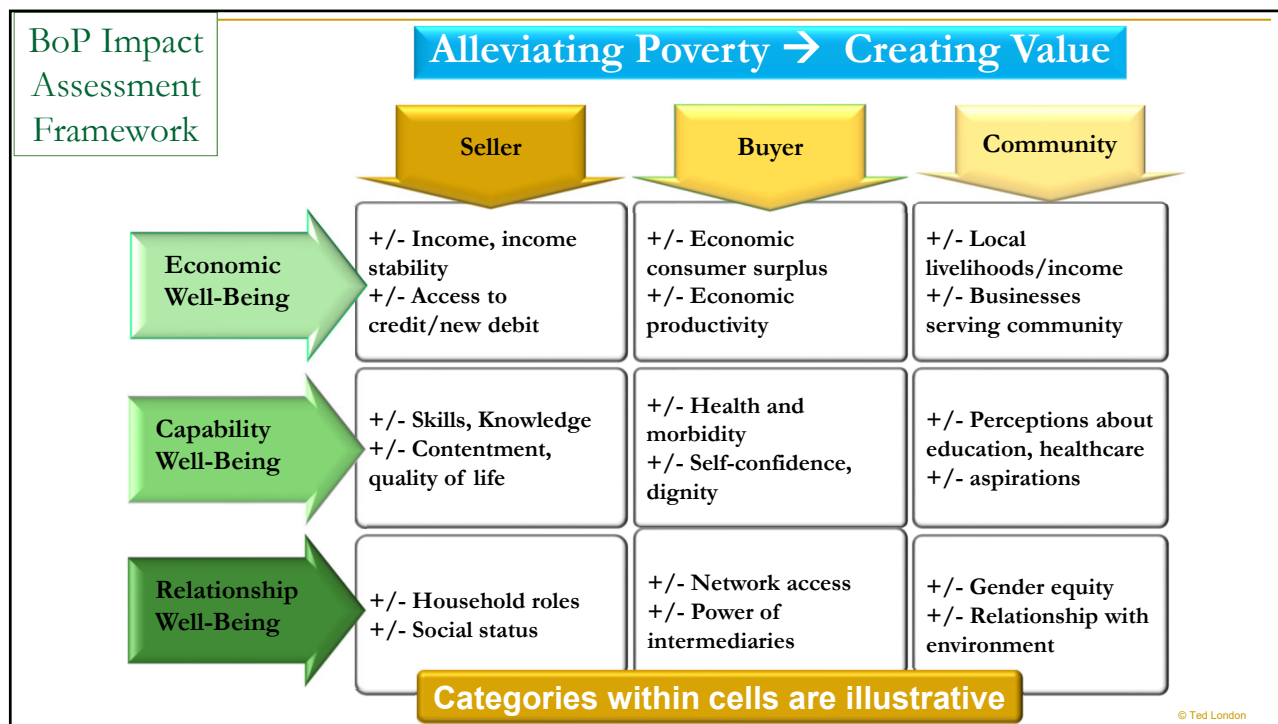 BoP Impact
Assessment
Framework
Alleviating Poverty → Creating Value
Seller
Buyer
Community
Economic
Well-Being
+/- Income, income
stability
+/- Access to
credit/new debit
+/- Economic
consumer surplus
+/- Economic
productivity
+/- Local
livelihoods/income
+/- Businesses
serving community
Capability
Well-Being
+/- Skills, Knowledge
+/- Contentment,
quality of life
+/- Health and
morbidity
+/- Self-confidence,
dignity
+/- Perceptions about
education, healthcare
+/- aspirations
Relationship
Well-Being
+/- Household roles
+/- Social status
+/- Network access
+/- Power of
intermediaries
+/- Gender equity
+/- Relationship with
environment
Categories within cells are illustrative
© Ted London